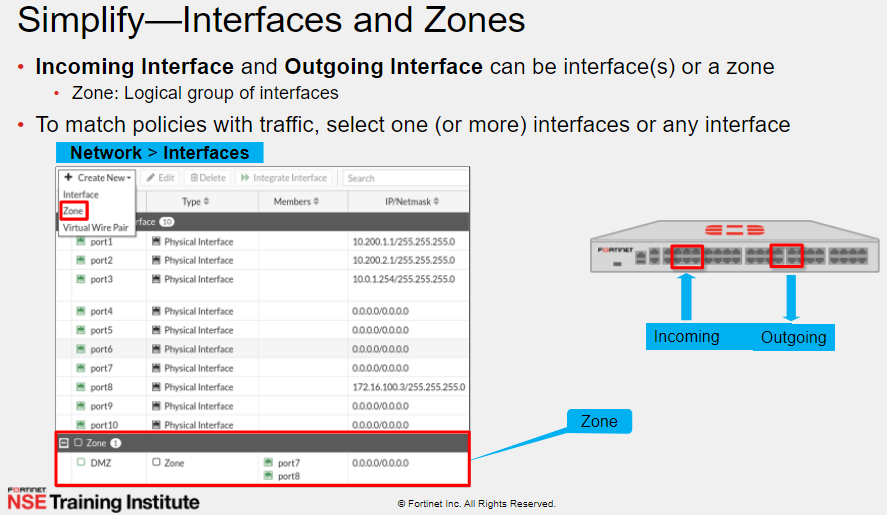 Simplify—Interfaces and Zones
• Incoming Interface and Outgoing Interface can be interface(s) or a zone
• Zone: Logical group of interfaces
• To match policies with traffic, select one (or more) interfaces or any interface
Network > Interfaces
Create New Edit Delete Integrate Interface Search
Interface
Zone
Virtual Wire Pair
Type Members IP/Netmask
rface 10
port1 Physical Interface 10.200.1.1/255.255.255.0
port2 Physical Interface 10.200.2.1/255.255.255.0
port3 Physical Interface 10.0.1.254/255.255.255.0
port4 Physical Interface 0.0.0.0/0.0.0.0
port5 Physical Interface 0.0.0.0/0.0.0.0
port6 Physical Interface 0.0.0.0/0.0.0.0
port7 Physical Interface 0.0.0.0/0.0.0.0
port8 Physical Interface 172.16.100.3/255.255.255.0
port9 Physical Interface 0.0.0.0/0.0.0.0
port10 Physical Interface 0.0.0.0/0.0.0.0
Zone 1
DMZ Zone port7 0.0.0.0/0.0.0.0
port8
FORTINET
Incoming
Outgoing
Zone
FORTINET
NSE Training Institute
© Fortinet Inc. All Rights Reserved.